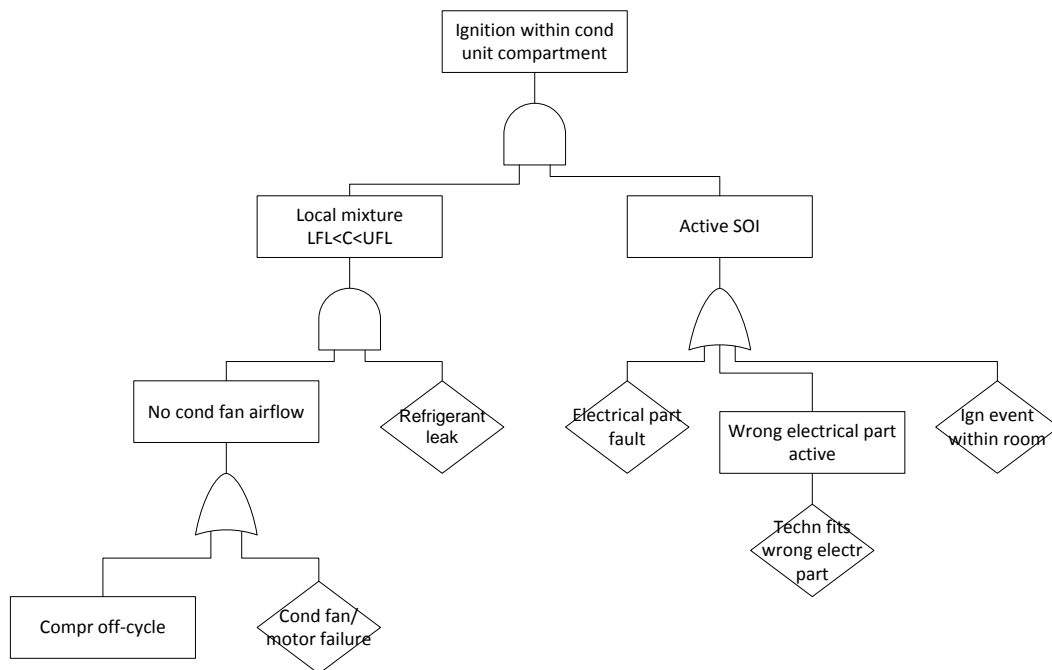 Ignition within cond
unit compartment
Local mixture
LFL<C<UFL
Active SOI
No cond fan airflow
Refrigerant
leak
Electrical part
fault
Wrong electrical part
active
Ign event
within room
Techn fits
wrong electr
part
Compr off-cycle
Cond fan/
motor failure